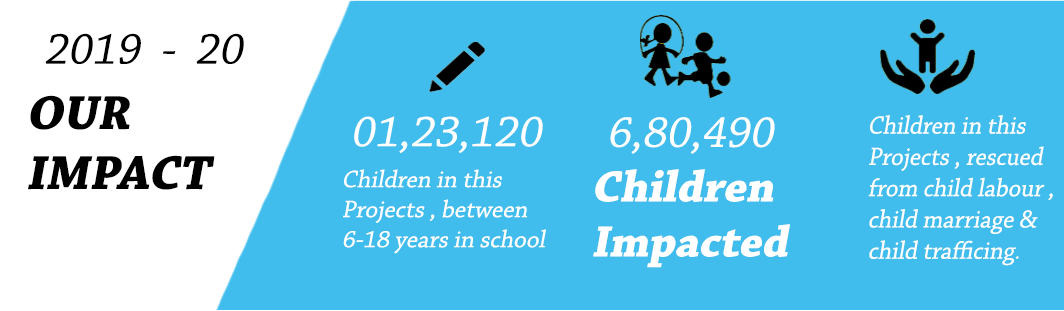 2019 - 20
OUR
IMPACT
01,23,120
Children in this
Projects , between
6-18 years in school
6,80,490
Children
Impacted
Children in this
Projects , rescued
from child labour ,
child marriage &
child trafficing.